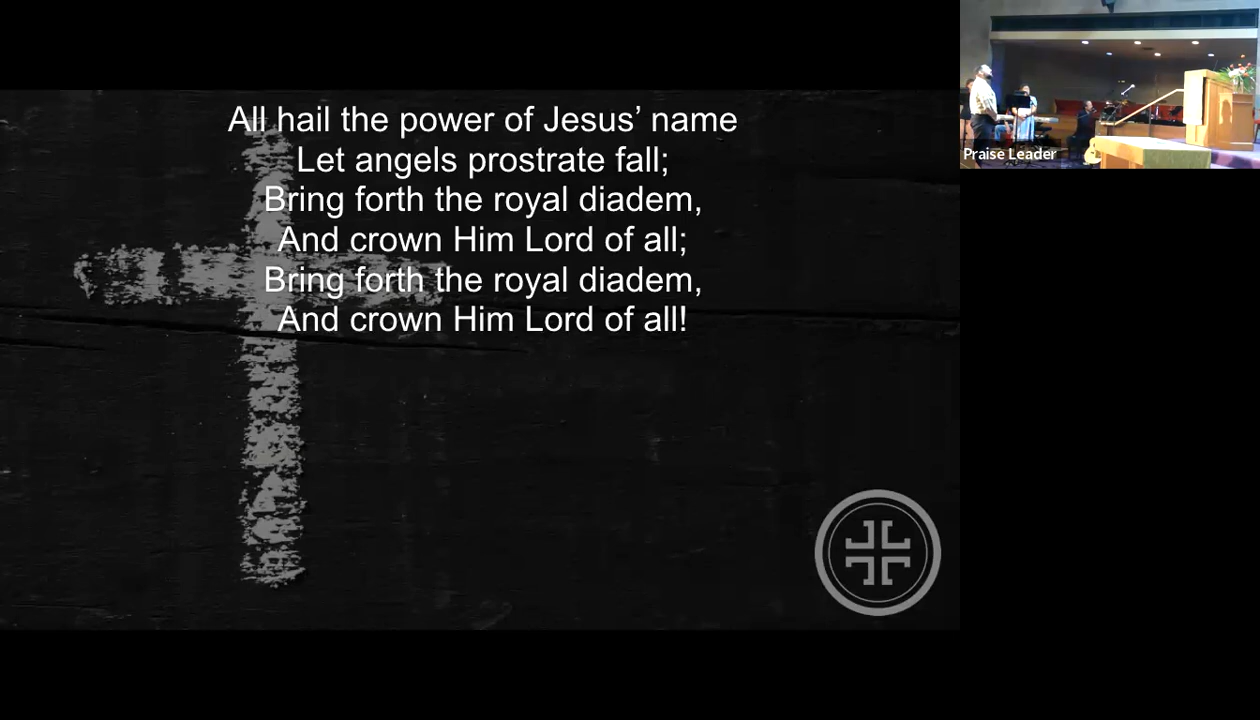 All hail the power of Jesus’ name
Let angels prostrate fall;
Bring forth the royal diadem,
And crown Him Lord of all;
Bring forth the royal diadem,
And crown Him Lord of all!
Praise Leader